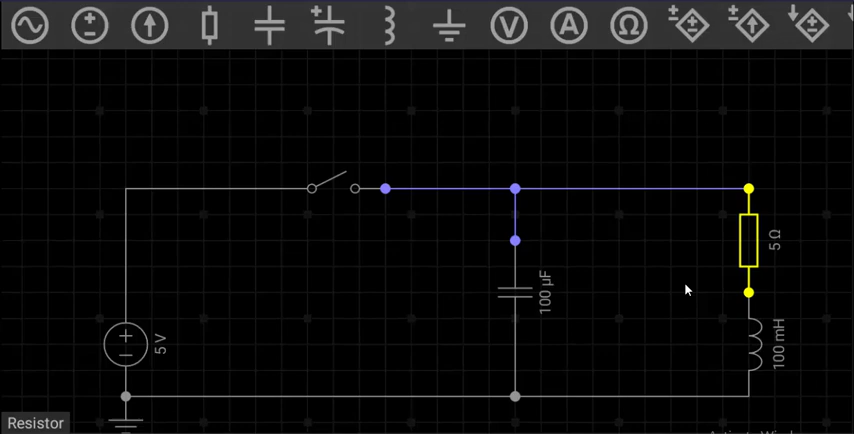 V
A
Ω
5 Ω
100 µF
5 V
100 mH
Resistor